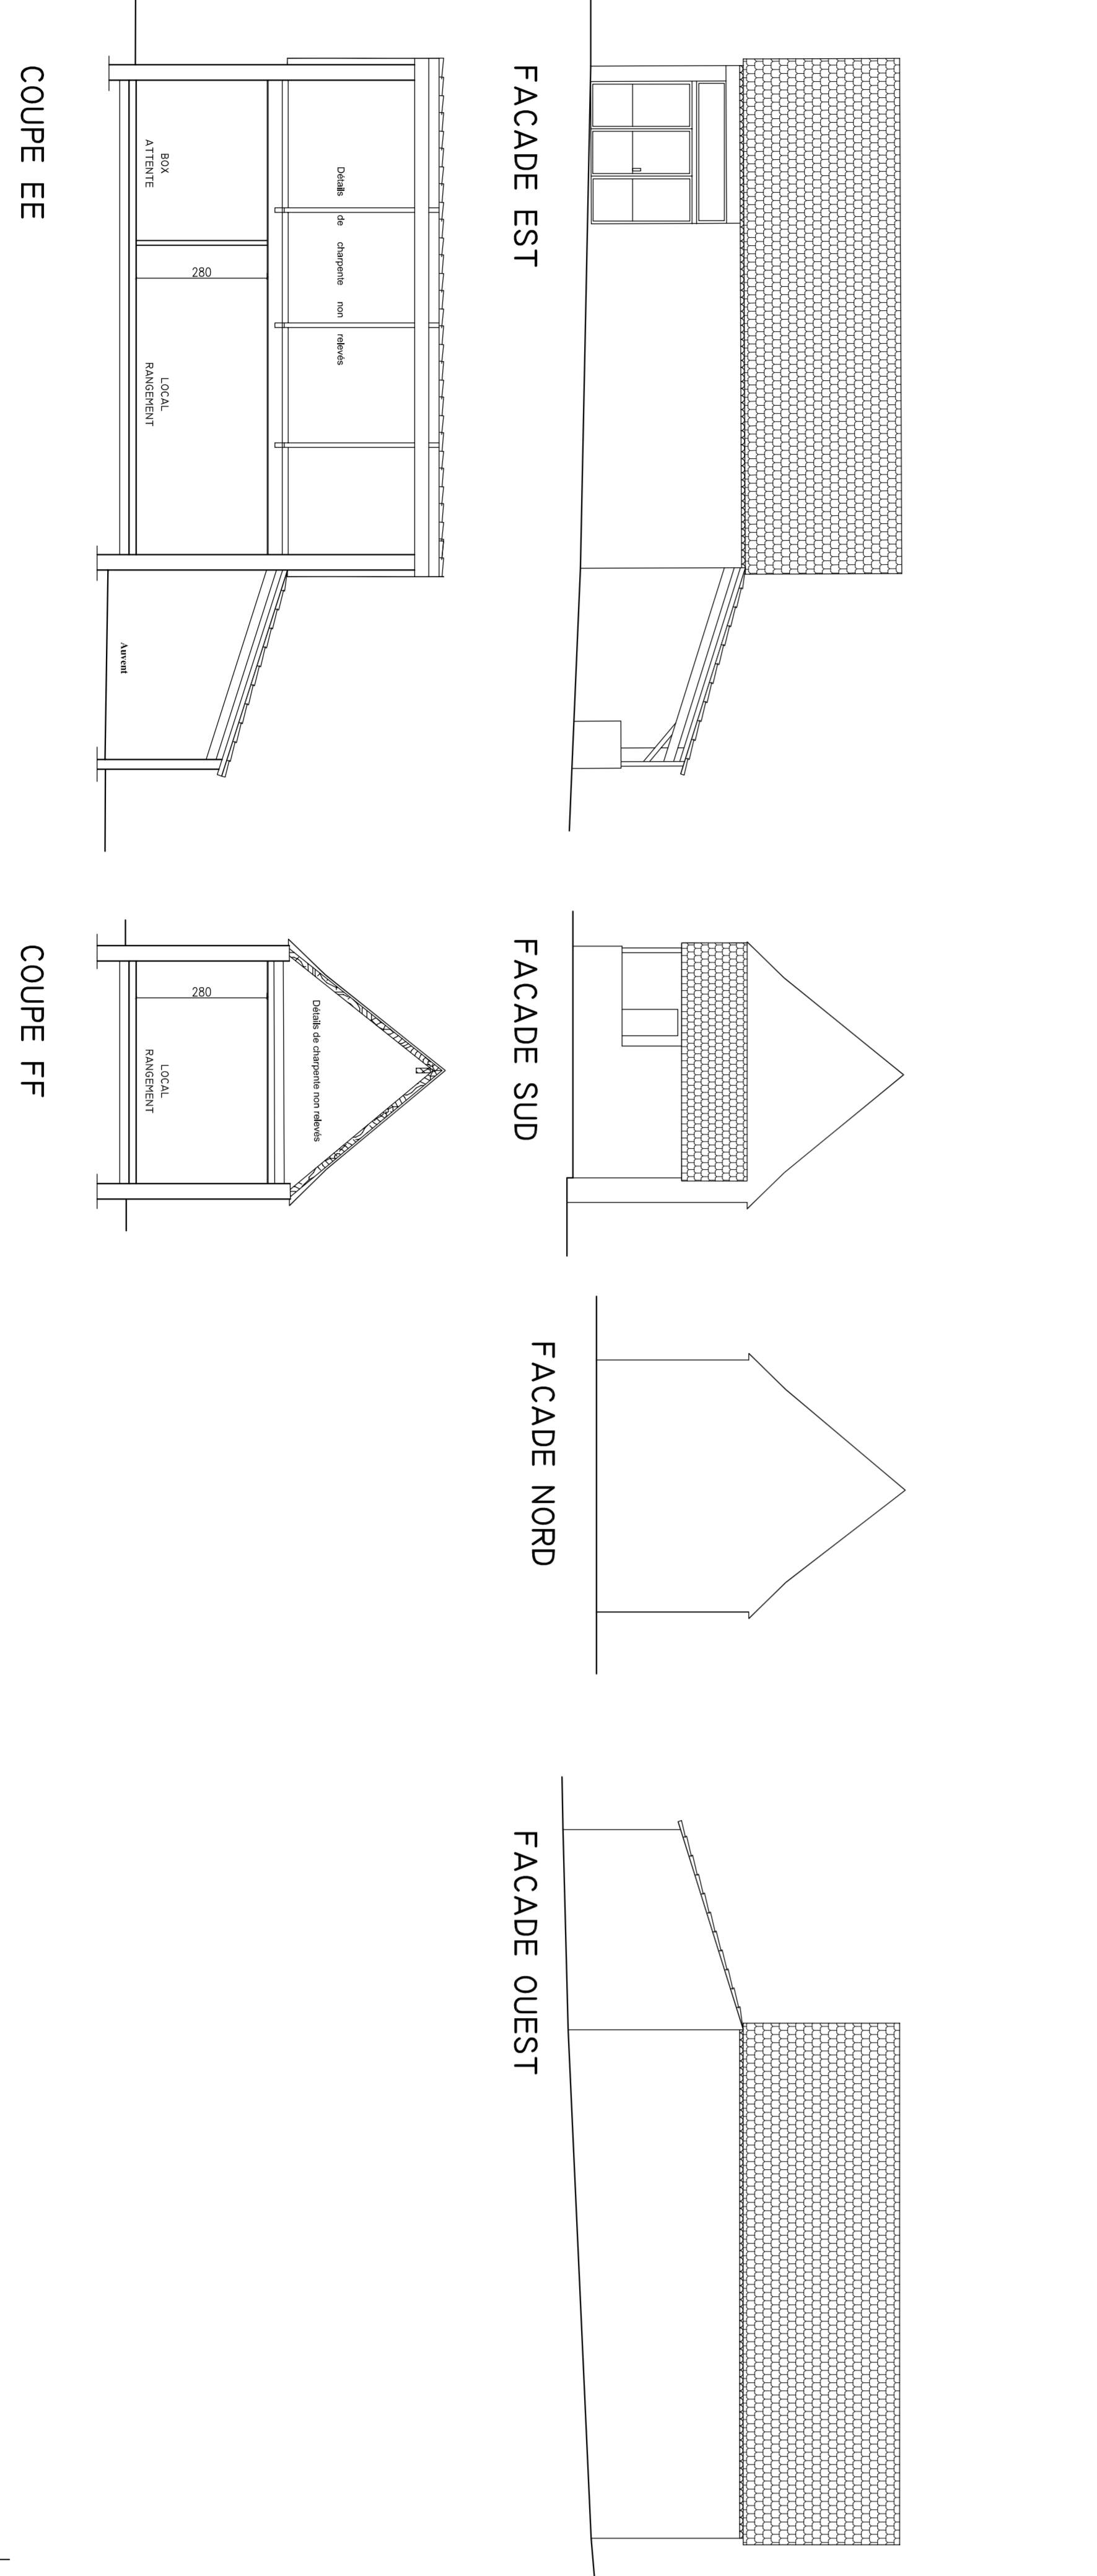 FACADE EST
FACADE SUD
FACADE NORD
FACADE OUEST
Détails de charpente non relevés
280
BOX
ATTENTE
LOCAL
RANGEMENT
Auvent
COUPE EE
Détails de charpente non relevés
280
LOCAL
RANGEMENT
COUPE FF